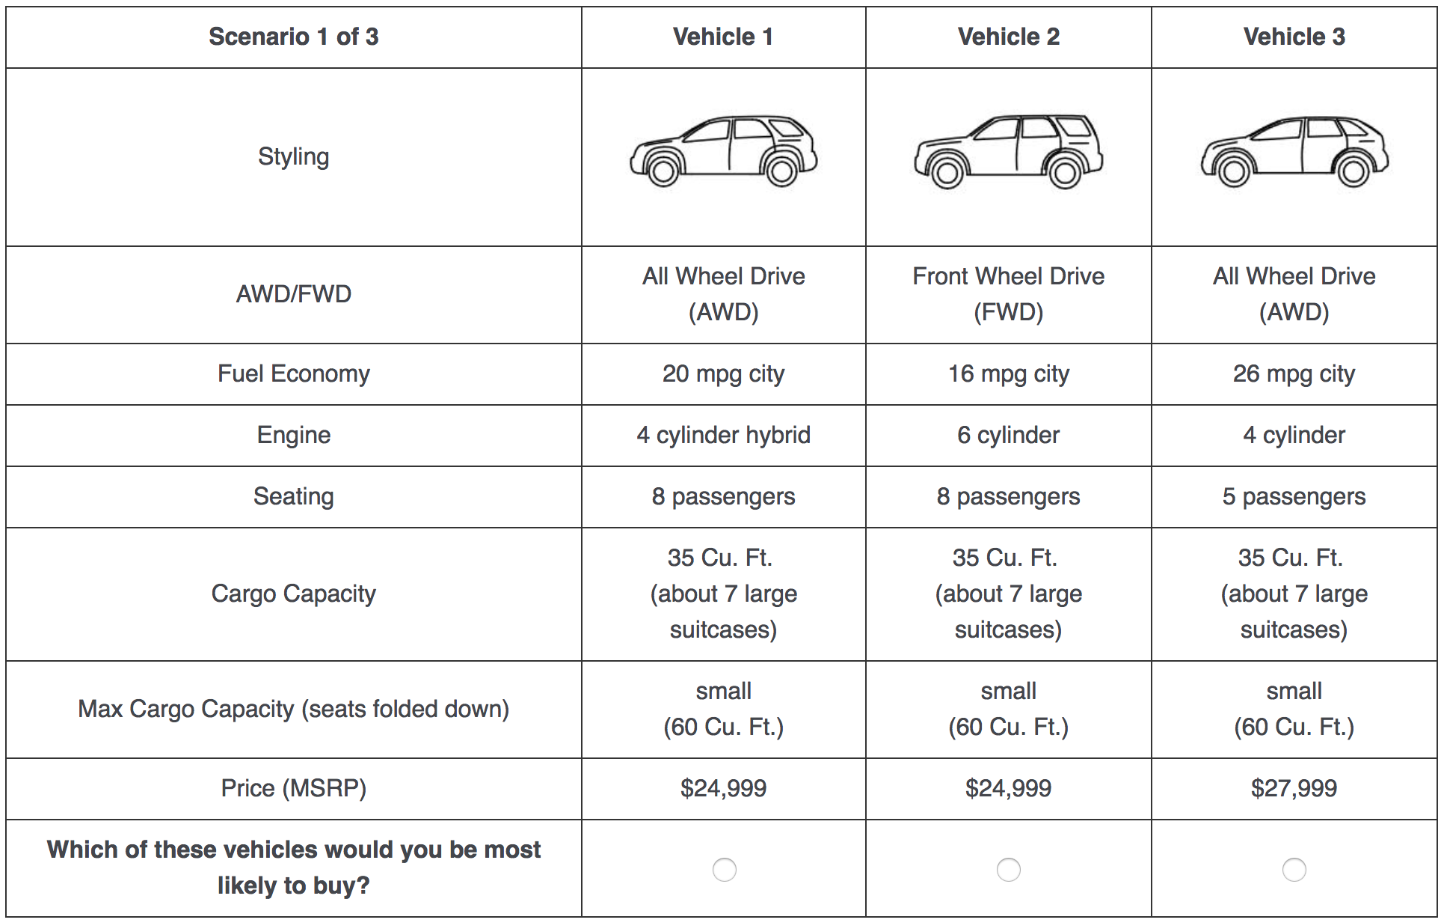 Scenario 1 of 3 Vehicle 1 Vehicle 2 Vehicle 3
Styling
AWD/FWD All Wheel Drive (AWD) Front Wheel Drive (FWD) All Wheel Drive (AWD)
Fuel Economy 20 mpg city 16 mpg city 26 mpg city
Engine 4 cylinder hybrid 6 cylinder 4 cylinder
Seating 8 passengers 8 passengers 5 passengers
Cargo Capacity 35 Cu. Ft. (about 7 large suitcases) 35 Cu. Ft. (about 7 large suitcases) 35 Cu. Ft. (about 7 large suitcases)
Max Cargo Capacity (seats folded down) small (60 Cu. Ft.) small (60 Cu. Ft.) small (60 Cu. Ft.)
Price (MSRP) $24,999 $24,999 $27,999
Which of these vehicles would you be most
likely to buy?